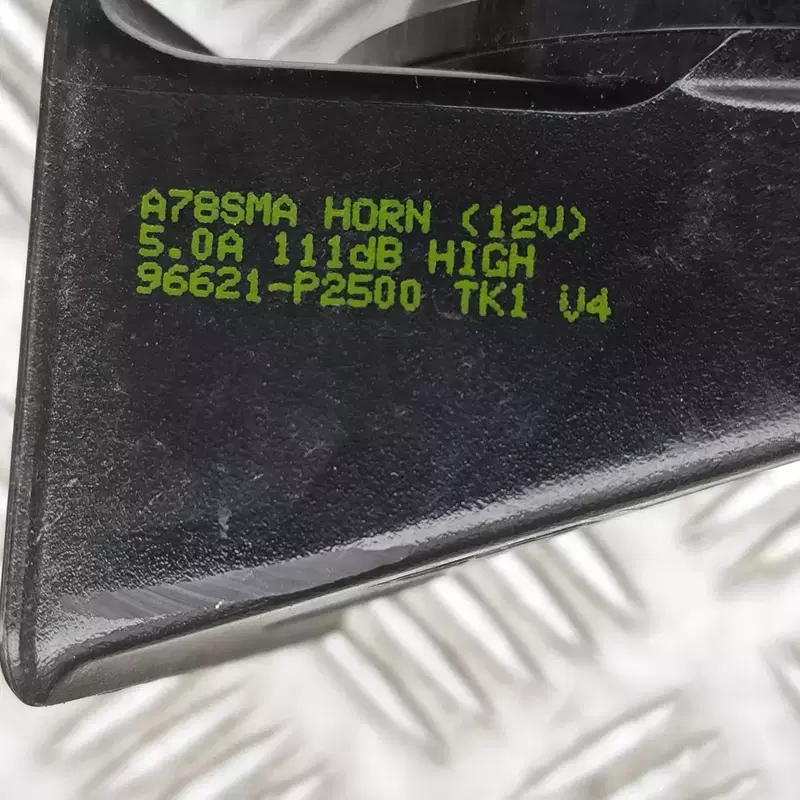 A78SMA HORN (12V)
5.0A 111dB HIGH
96621-P2500 TK1 V4